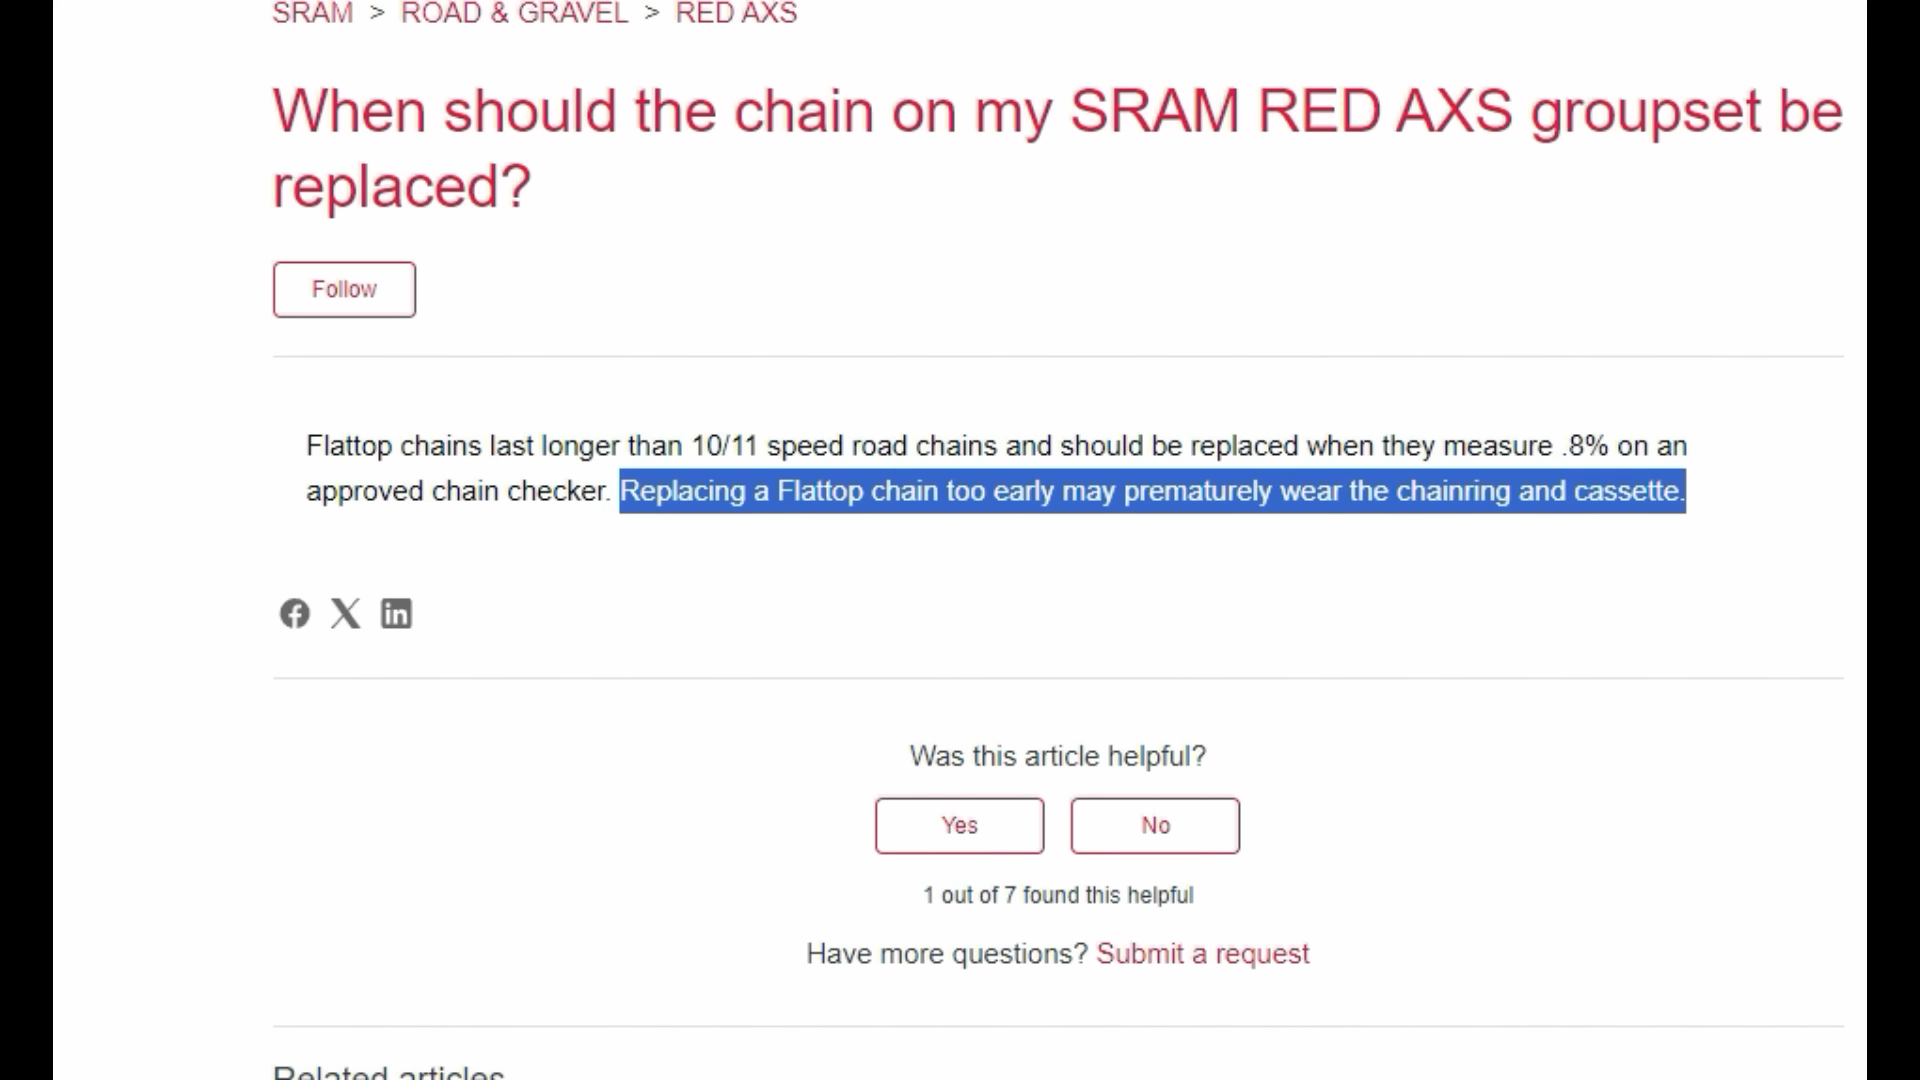 SRAM > ROAD & GRAVEL > RED AXS
When should the chain on my SRAM RED AXS groupset be
replaced?
Follow
Flattop chains last longer than 10/11 speed road chains and should be replaced when they measure .8% on an
approved chain checker. Replacing a Flattop chain too early may prematurely wear the chainring and cassette.
Was this article helpful?
Yes No
1 out of 7 found this helpful
Have more questions? Submit a request
Related articles